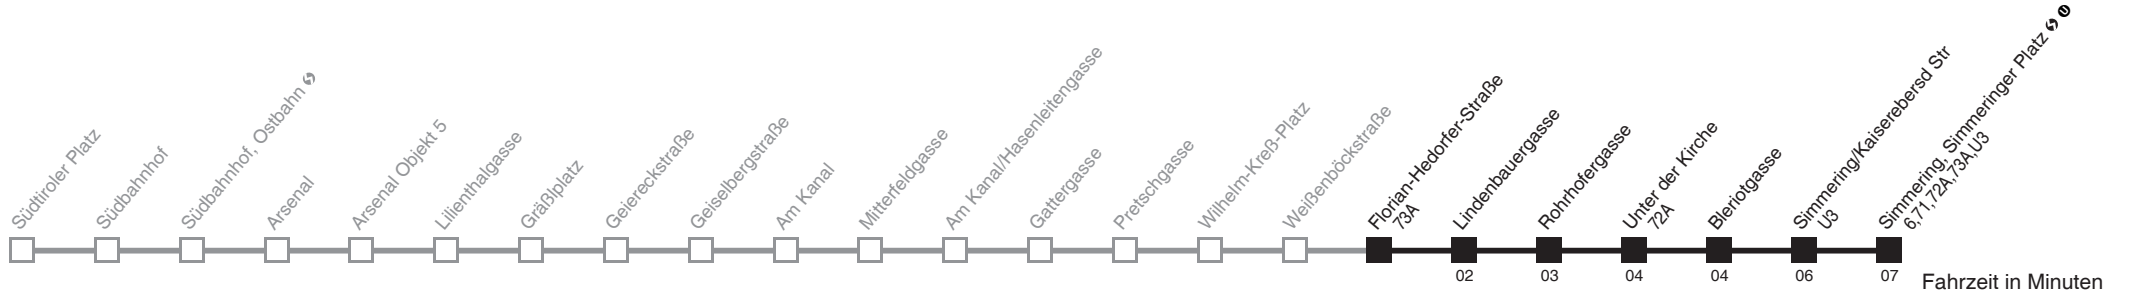 Südtiroler Platz
Südbahnhof
Südbahnhof, Ostbahn
Arsenal
Arsenal Objekt 5
Lilienthalgasse
Gräßlplatz
Geiereckstraße
Geiselbergstraße
Am Kanal
Mitterfeldgasse
Am Kanal/Hasenleitengasse
Gattergasse
Pretschgasse
Wilhelm-Kreß-Platz
Weißenböckstraße
Florian-Hedorfer-Straße
73A
Lindenbauergasse
Rohrhofergasse
Unter der Kirche
72A
Bleriotgasse
Simmering/Kaiserebersd Str
U3
Simmering, Simmeringer Platz S U
6,71,72A,73A,U3
02 03 04 04 06 07
Fahrzeit in Minuten